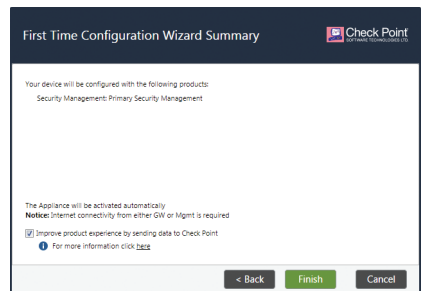 First Time Configuration Wizard Summary
Check Point
SOFTWARE TECHNOLOGIES LTD
Your device will be configured with the following products:
Security Management: Primary Security Management
The Appliance will be activated automatically
Notice: Internet connectivity from either GW or Mgmt is required
Improve product experience by sending data to Check Point
For more information click here
< Back
Finish
Cancel